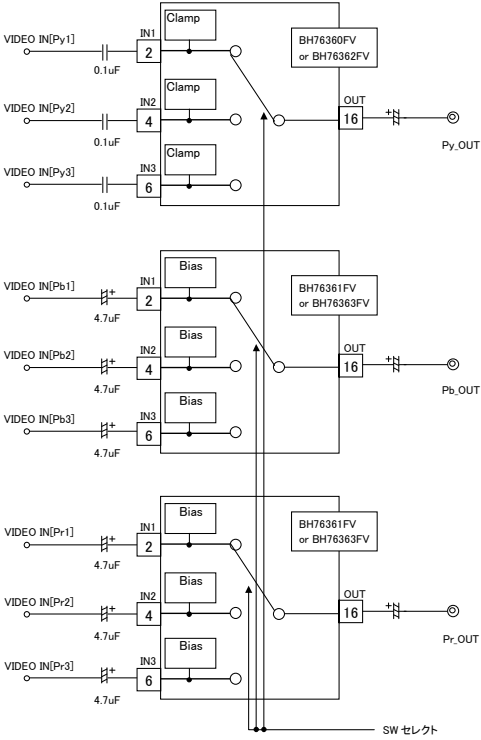 Clamp
BH76360FV
or BH76362FV
VIDEO IN[Py1]
IN1
2
0.1uF
Clamp
VIDEO IN[Py2]
IN2
4
0.1uF
OUT
16
+
Py_OUT
Clamp
VIDEO IN[Py3]
IN3
6
0.1uF
Bias
BH76361FV
or BH76363FV
VIDEO IN[Pb1]
IN1
2
+
4.7uF
Bias
VIDEO IN[Pb2]
IN2
4
+
4.7uF
OUT
16
+
Pb_OUT
Bias
VIDEO IN[Pb3]
IN3
6
+
4.7uF
Bias
BH76361FV
or BH76363FV
VIDEO IN[Pr1]
IN1
2
+
4.7uF
Bias
VIDEO IN[Pr2]
IN2
4
+
4.7uF
OUT
16
+
Pr_OUT
Bias
VIDEO IN[Pr3]
IN3
6
+
4.7uF
SW セレクト